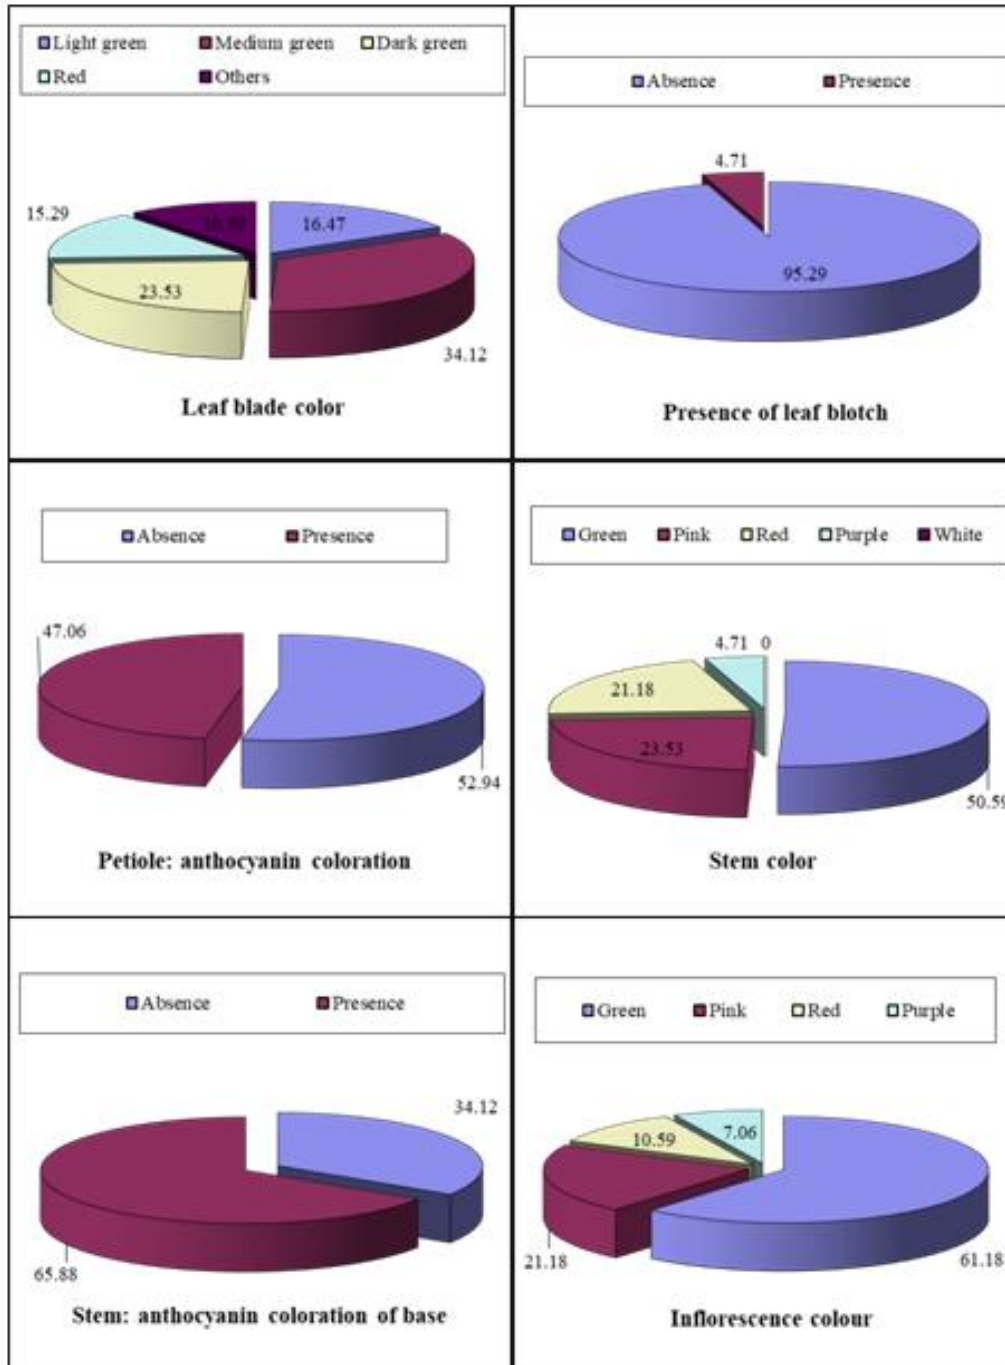 Light green Medium green Dark green
Red Others
15.29
16.47
23.53
34.12
Leaf blade color
Absence Presence
4.71
95.29
Presence of leaf blotch
Absence Presence
47.06
52.94
Petiole: anthocyanin coloration
Green Pink Red Purple White
4.71 0
21.18
23.53
50.59
Stem color
Absence Presence
34.12
65.88
Stem: anthocyanin coloration of base
Green Pink Red Purple
10.59
7.06
21.18
61.18
Inflorescence colour